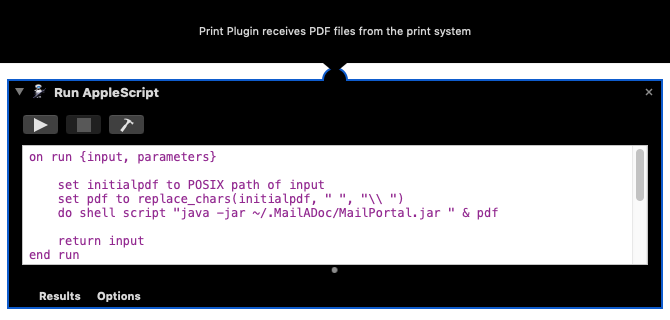 Print Plugin receives PDF files from the print system
Run AppleScript
on run {input, parameters}
set initialpdf to POSIX path of input
set pdf to replace_chars(initialpdf, " ", "\\ ")
do shell script "java -jar ~/.MailADoc/MailPortal.jar " & pdf
return input
end run
Results Options